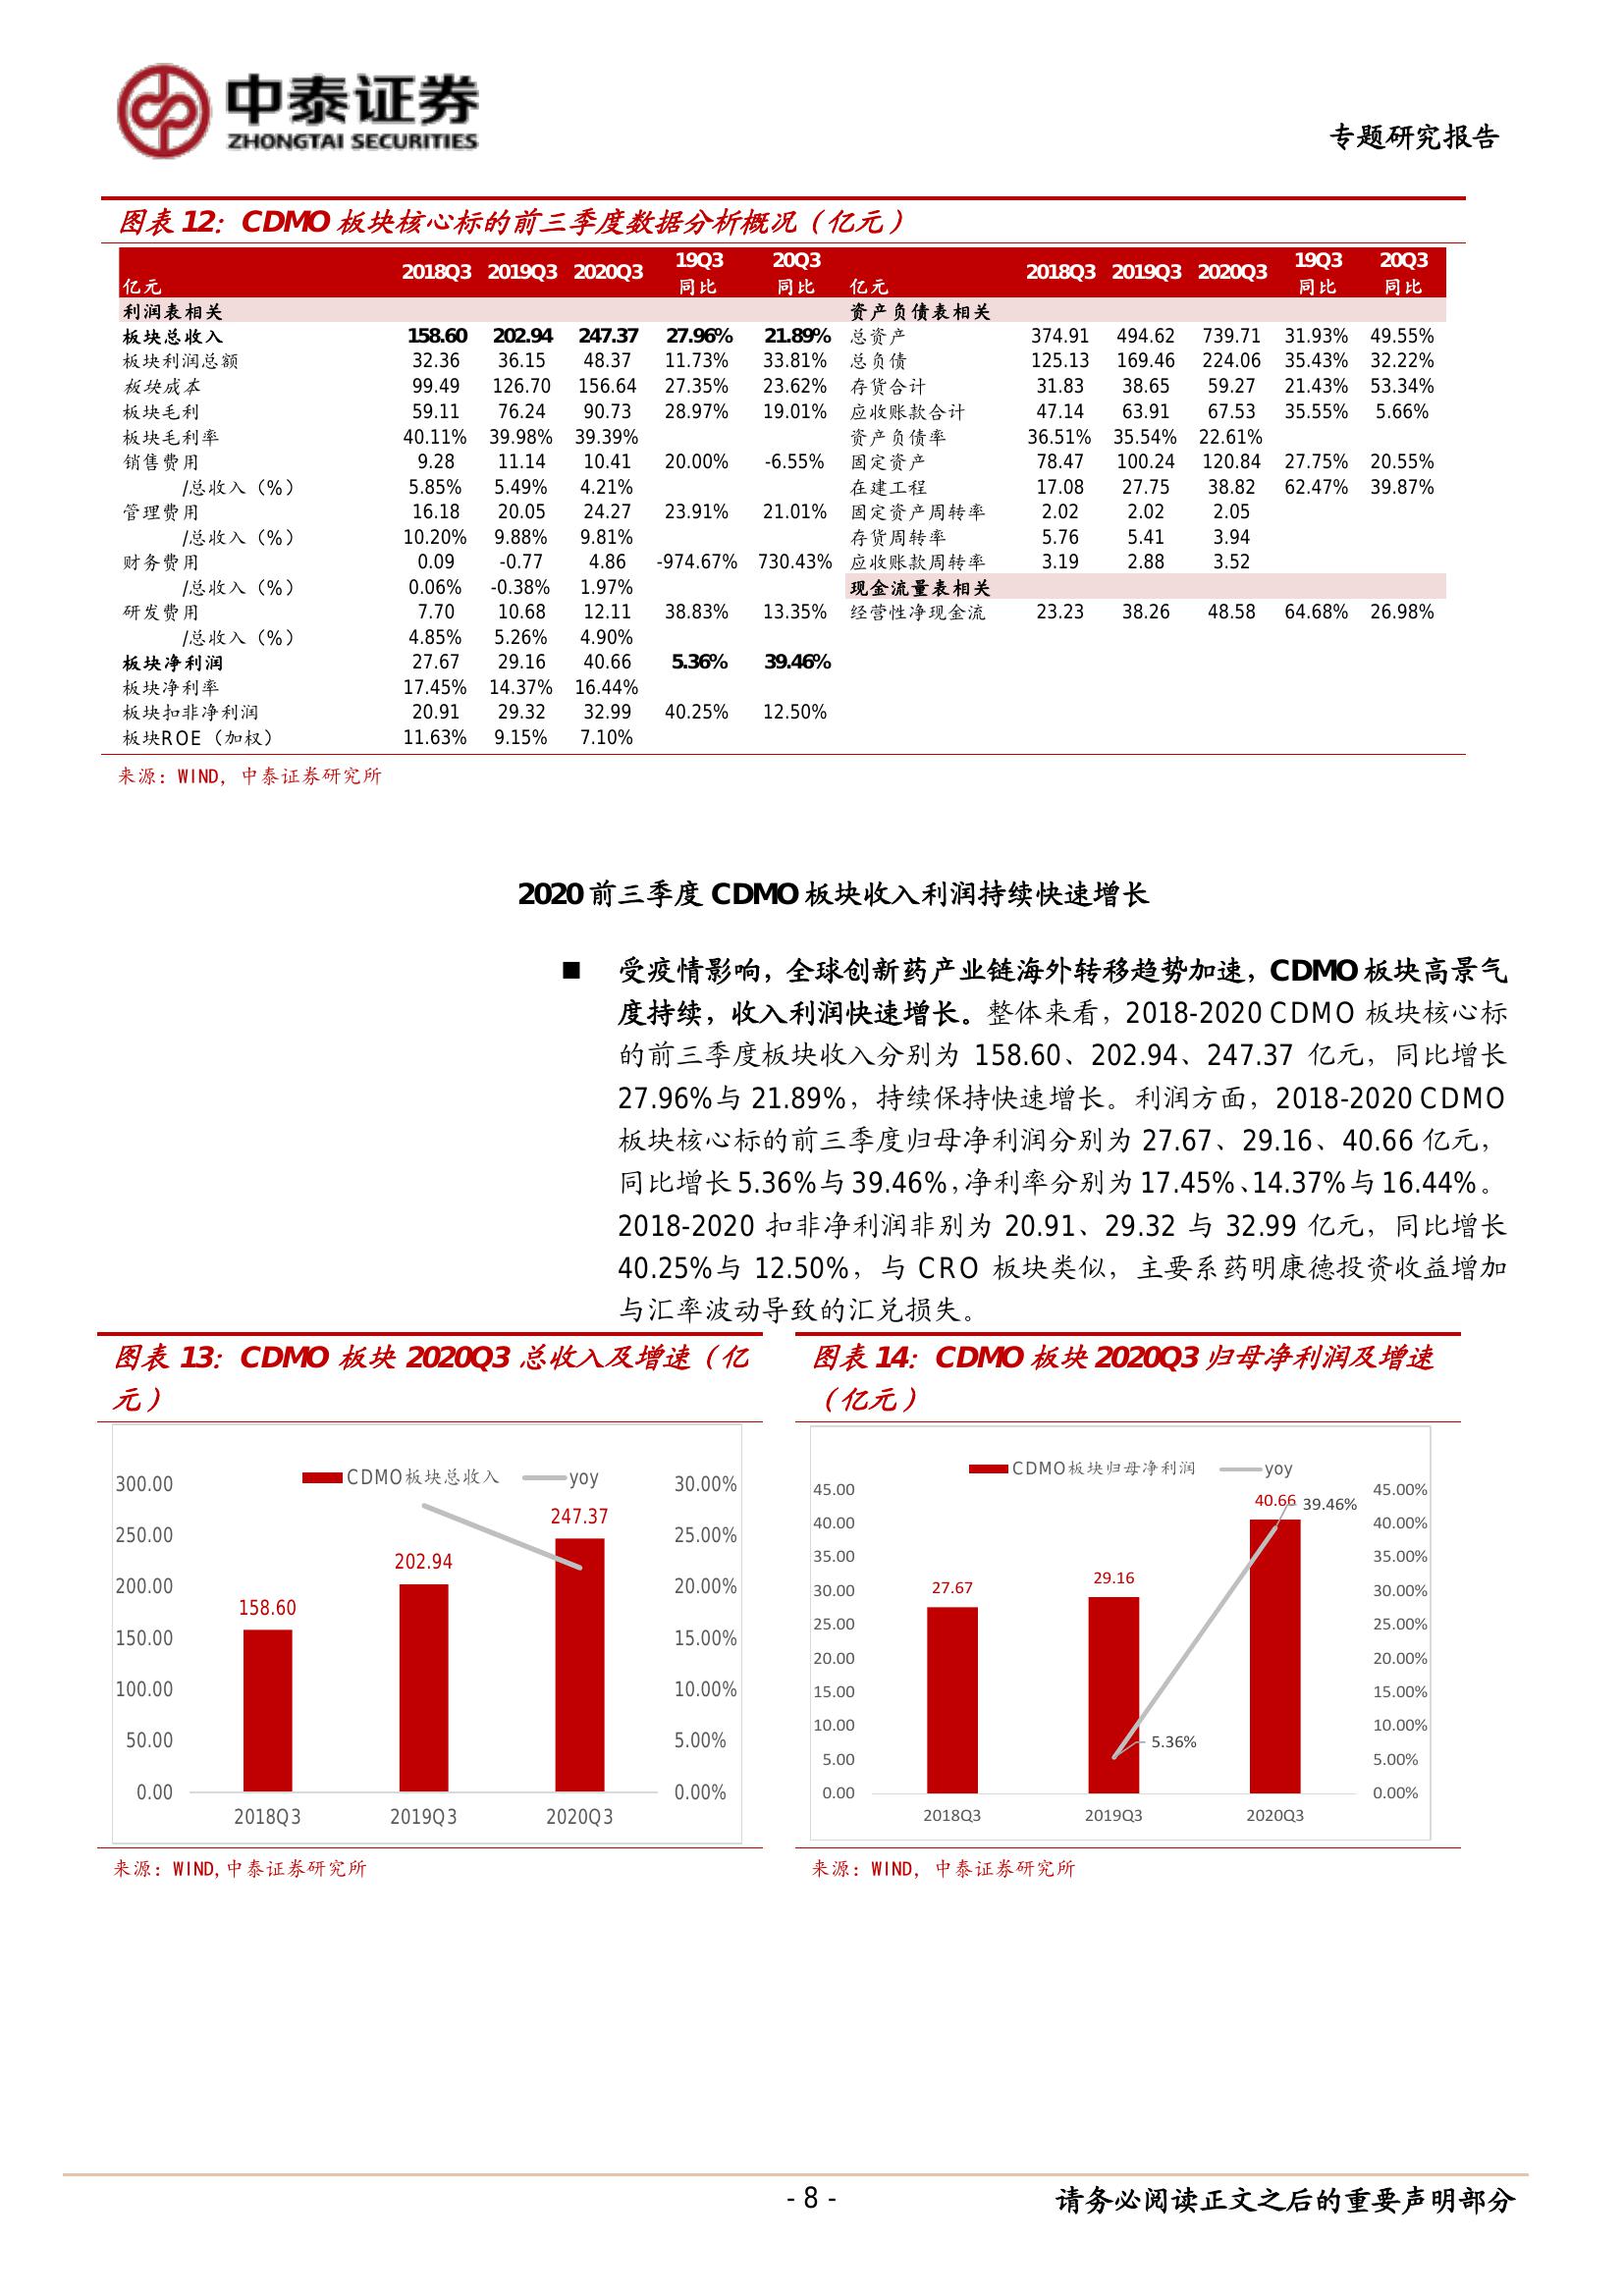 中泰证券
ZHONGTAI SECURITIES
专题研究报告
图表 12：CDMO 板块核心标的前三季度数据分析概况（亿元）
亿元 2018Q3 2019Q3 2020Q3 19Q3 同比 20Q3 同比 亿元 2018Q3 2019Q3 2020Q3 19Q3 同比 20Q3 同比
利润表相关 资产负债表相关
板块总收入 158.60 202.94 247.37 27.96% 21.89% 总资产 374.91 494.62 739.71 31.93% 49.55%
板块利润总额 32.36 36.15 48.37 11.73% 33.81% 总负债 125.13 169.46 224.06 35.43% 32.22%
板块成本 99.49 126.70 156.64 27.35% 23.62% 存货合计 31.83 38.65 59.27 21.43% 53.34%
板块毛利 59.11 76.24 90.73 28.97% 19.01% 应收账款合计 47.14 63.91 67.53 35.55% 5.66%
板块毛利率 40.11% 39.98% 39.39% 资产负债率 36.51% 35.54% 22.61%
销售费用 9.28 11.14 10.41 20.00% -6.55% 固定资产 78.47 100.24 120.84 27.75% 20.55%
/总收入（%） 5.85% 5.49% 4.21% 在建工程 17.08 27.75 38.82 62.47% 39.87%
管理费用 16.18 20.05 24.27 23.91% 21.01% 固定资产周转率 2.02 2.02 2.05
/总收入（%） 10.20% 9.88% 9.81% 存货周转率 5.76 5.41 3.94
财务费用 0.09 -0.77 4.86 -974.67% 730.43% 应收账款周转率 3.19 2.88 3.52
/总收入（%） 0.06% -0.38% 1.97% 现金流量表相关
研发费用 7.70 10.68 12.11 38.83% 13.35% 经营性净现金流 23.23 38.26 48.58 64.68% 26.98%
/总收入（%） 4.85% 5.26% 4.90%
板块净利润 27.67 29.16 40.66 5.36% 39.46%
板块净利率 17.45% 14.37% 16.44%
板块扣非净利润 20.91 29.32 32.99 40.25% 12.50%
板块ROE（加权） 11.63% 9.15% 7.10%
来源：WIND，中泰证券研究所
2020 前三季度 CDMO 板块收入利润持续快速增长
■ 受疫情影响，全球创新药产业链海外转移趋势加速，CDMO 板块高景气
度持续，收入利润快速增长。整体来看，2018-2020 CDMO 板块核心标
的前三季度板块收入分别为 158.60、202.94、247.37 亿元，同比增长
27.96%与 21.89%，持续保持快速增长。利润方面，2018-2020 CDMO
板块核心标的前三季度归母净利润分别为 27.67、29.16、40.66 亿元，
同比增长 5.36%与 39.46%，净利率分别为 17.45%、14.37%与 16.44%。
2018-2020 扣非净利润非别为 20.91、29.32 与 32.99 亿元，同比增长
40.25%与 12.50%，与 CRO 板块类似，主要系药明康德投资收益增加
与汇率波动导致的汇兑损失。
图表 13：CDMO 板块 2020Q3 总收入及增速（亿
元）
CDMO板块总收入 yoy
300.00
250.00
200.00
150.00
100.00
50.00
0.00
158.60
202.94
247.37
30.00%
25.00%
20.00%
15.00%
10.00%
5.00%
0.00%
2018Q3 2019Q3 2020Q3
来源：WIND,中泰证券研究所
图表 14：CDMO 板块 2020Q3 归母净利润及增速
（亿元）
CDMO板块归母净利润 yoy
45.00
40.00
35.00
30.00
25.00
20.00
15.00
10.00
5.00
0.00
27.67
29.16
40.66
39.46%
5.36%
45.00%
40.00%
35.00%
30.00%
25.00%
20.00%
15.00%
10.00%
5.00%
0.00%
2018Q3 2019Q3 2020Q3
来源：WIND，中泰证券研究所
- 8 -
请务必阅读正文之后的重要声明部分